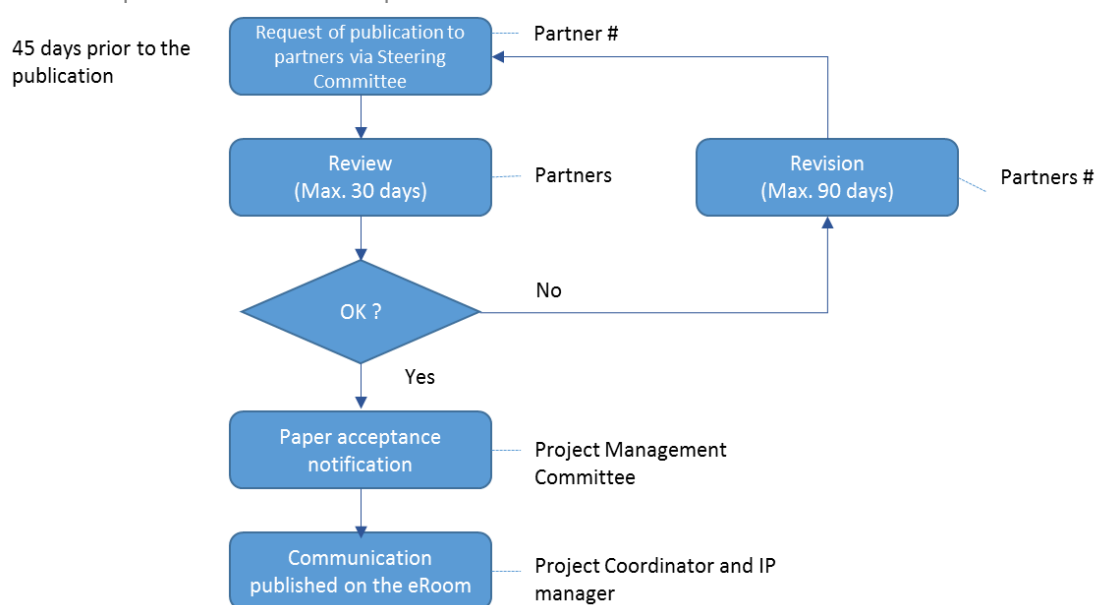 45 days prior to the
publication
Request of publication to
partners via Steering
Committee
Partner #
Review
(Max. 30 days)
Partners
Revision
(Max. 90 days)
Partners #
OK ?
No
Yes
Paper acceptance
notification
Project Management
Committee
Communication
published on the eRoom
Project Coordinator and IP
manager